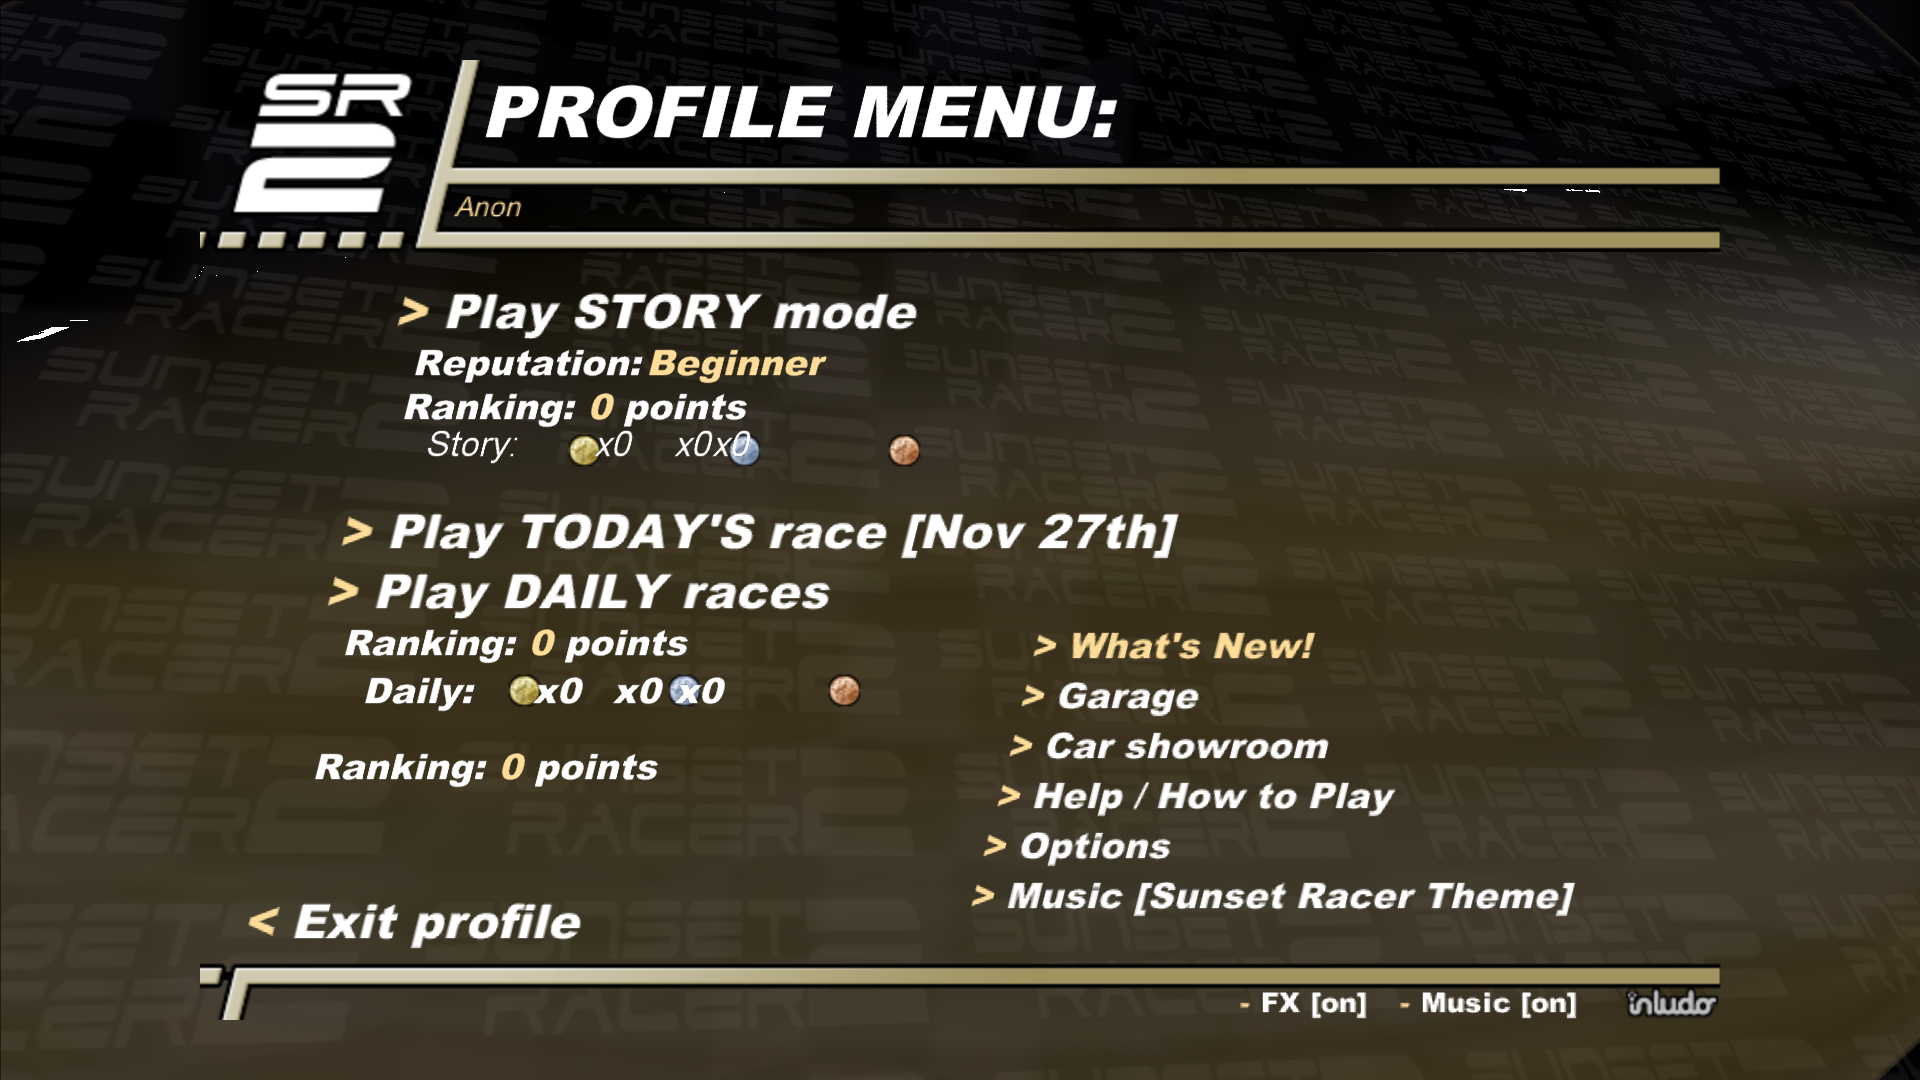 SR
2
PROFILE MENU:
Anon
> Play STORY mode
Reputation: Beginner
Ranking: 0 points
Story: x0 x0x0
> Play TODAY'S race [Nov 27th]
> Play DAILY races
Ranking: 0 points
Daily: x0 x0 x0
Ranking: 0 points
> What's New!
> Garage
> Car showroom
> Help / How to Play
> Options
> Music [Sunset Racer Theme]
< Exit profile
- FX [on] - Music [on] inludo
SUNSET
RACER2